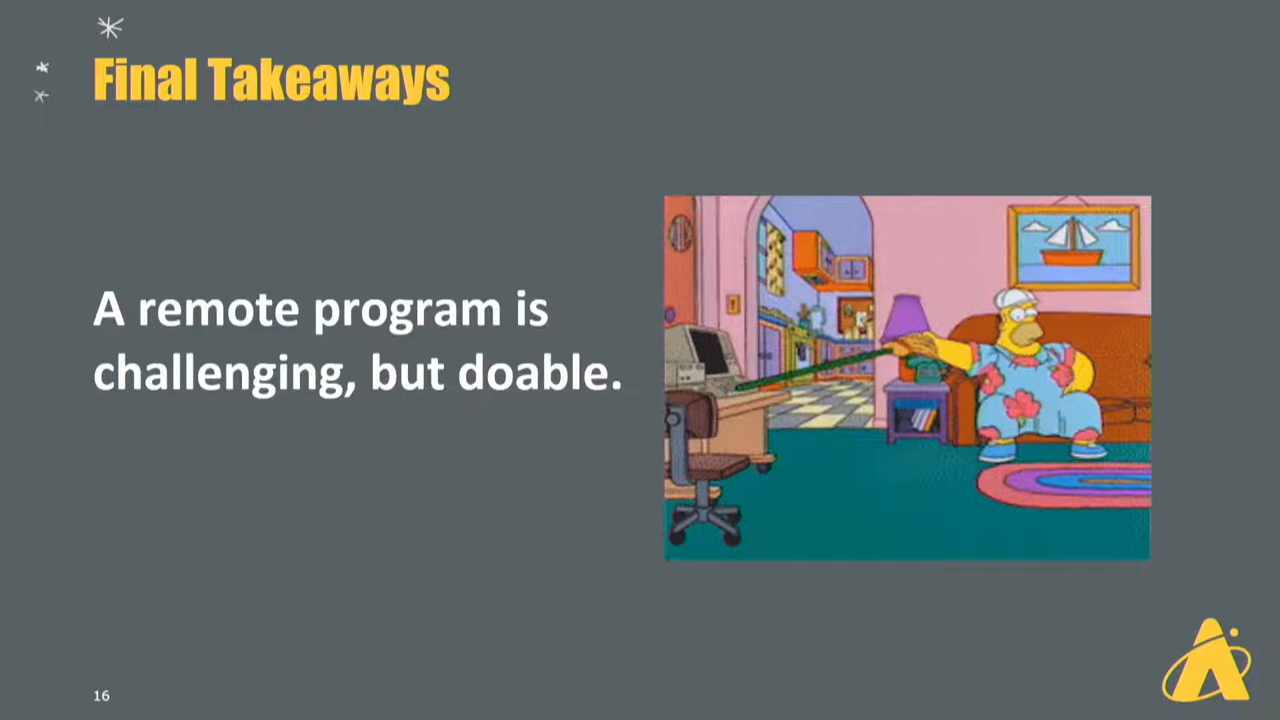 Final Takeaways
A remote program is
challenging, but doable.
16